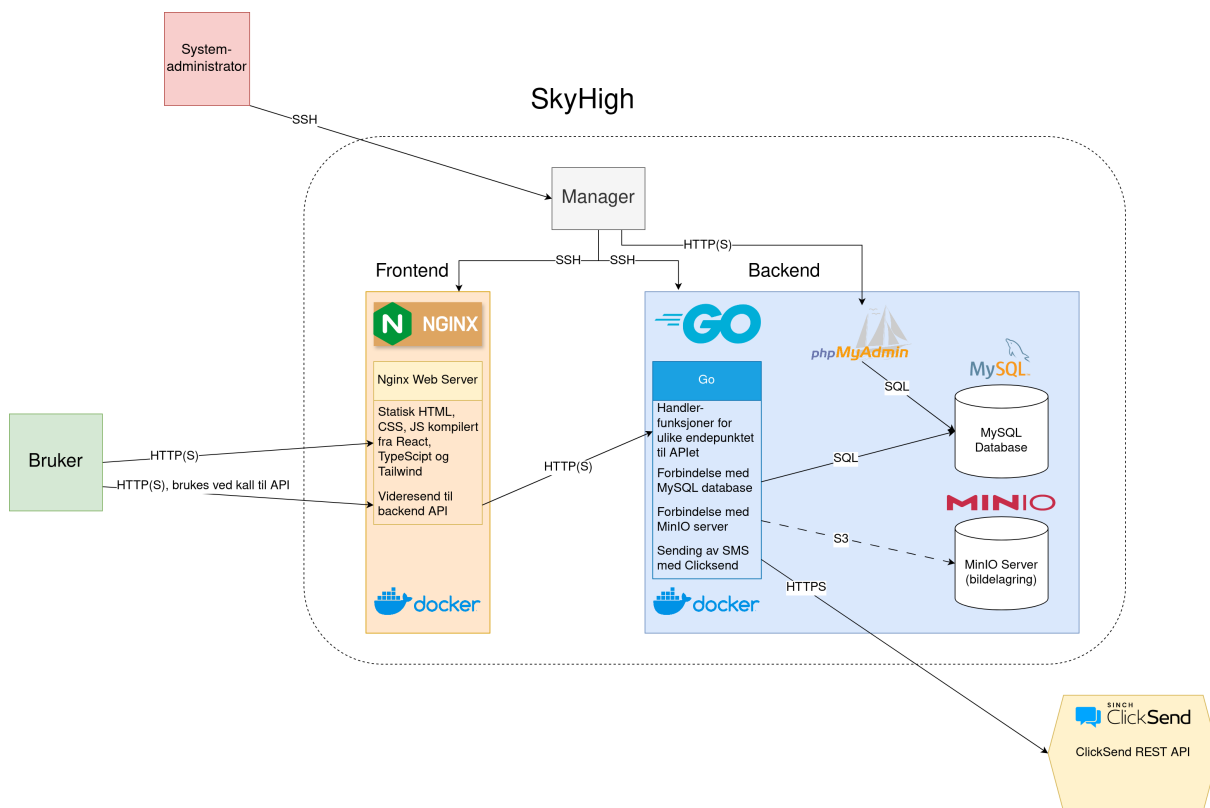 System-
administrator
SkyHigh
SSH
Manager
HTTP(S)
SSH
SSH
Frontend
Backend
NGINX
GO
phpMyAdmin
MySQL
Nginx Web Server
Go
SQL
Statisk HTML,
CSS, JS kompilert
fra React,
TypeScipt og
Tailwind
Videresend til
backend API
Handler-
funksjoner for
ulike endepunktet
til APIet
Forbindelse med
MySQL database
Forbindelse med
MinIO server
Sending av SMS
med Clicksend
MySQL
Database
Bruker
HTTP(S)
HTTP(S), brukes ved kall til API
HTTP(S)
SQL
MINIO
S3
MinIO Server
(bildelagring)
HTTPS
docker
docker
SINCH
ClickSend
ClickSend REST API